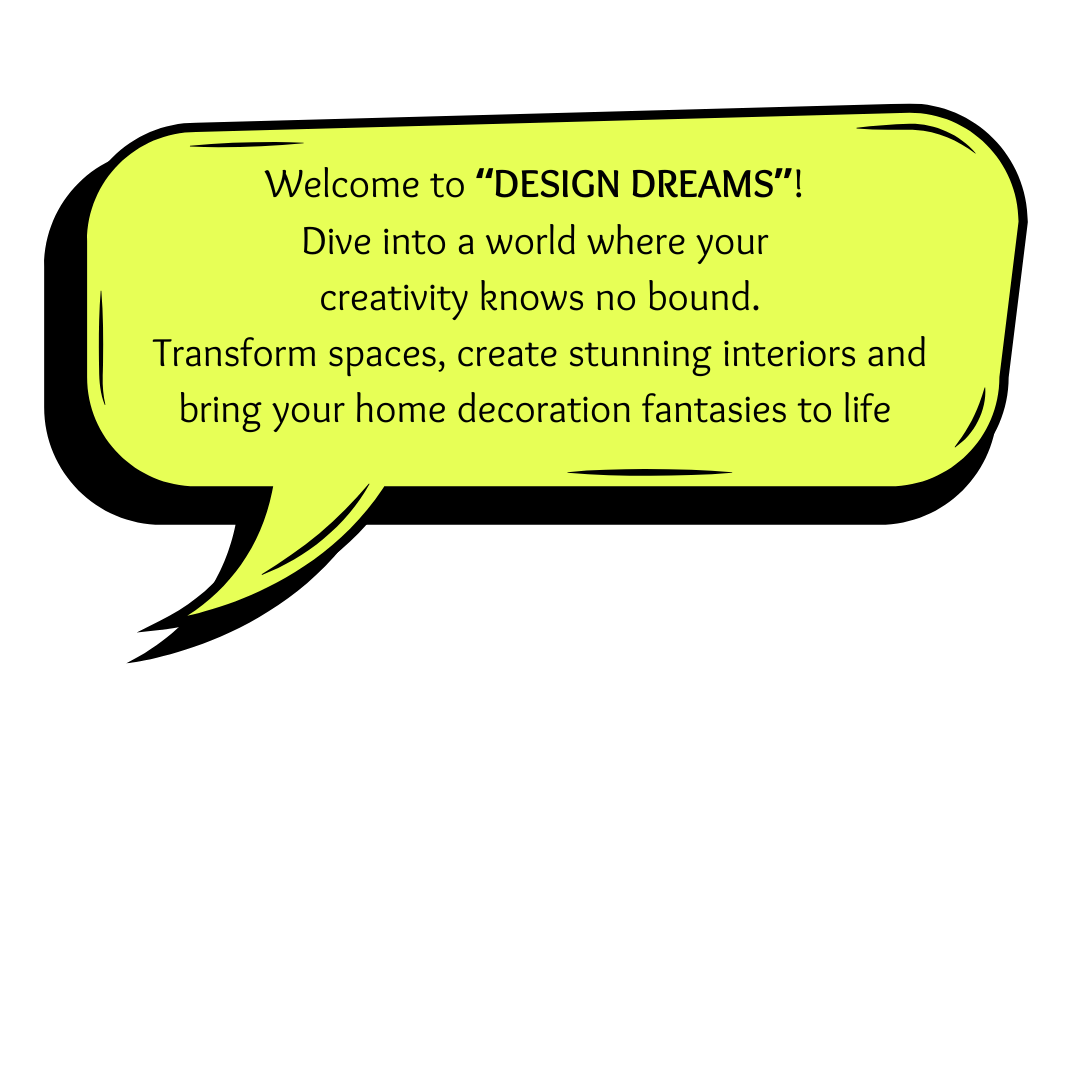 Welcome to “DESIGN DREAMS”!
Dive into a world where your
creativity knows no bound.
Transform spaces, create stunning interiors and
bring your home decoration fantasies to life